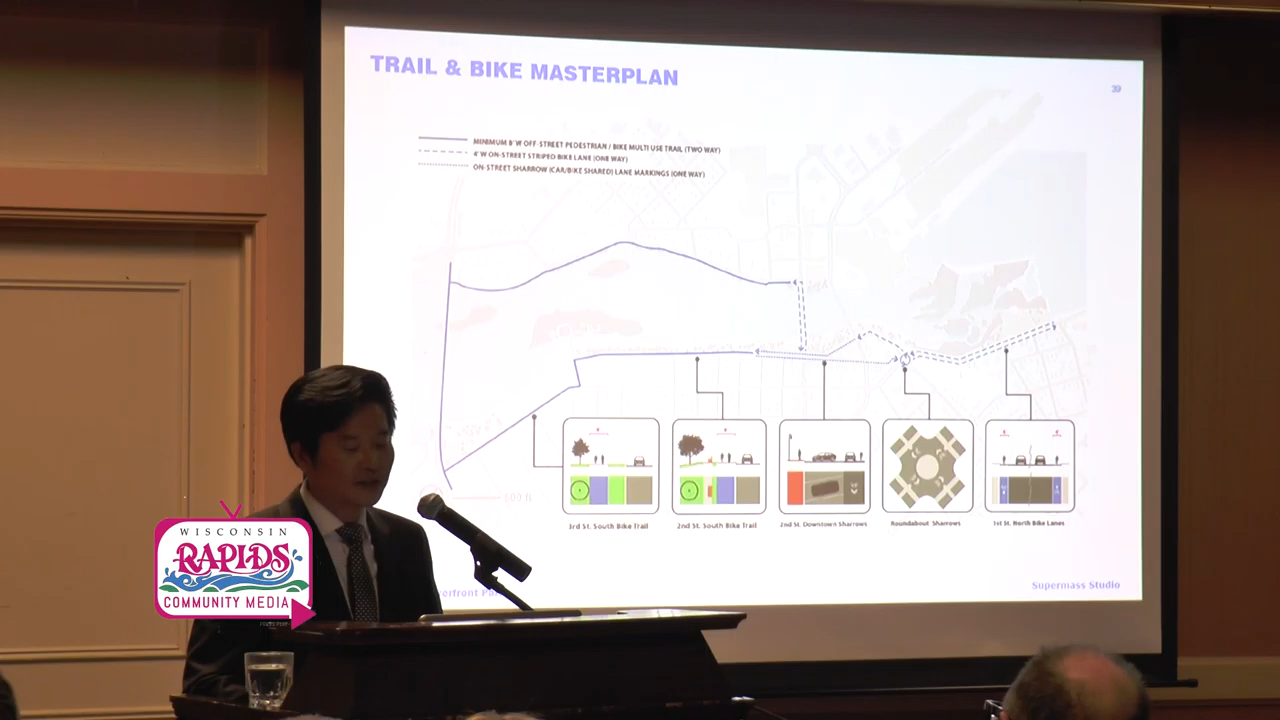 TRAIL & BIKE MASTERPLAN
39
MINIMUM 8' W OFF-STREET PEDESTRIAN / BIKE MULTI USE TRAIL (TWO WAY)
4' W ON-STREET STRIPED BIKE LANE (ONE WAY)
ON-STREET SHARROW (CAR/BIKE SHARED) LANE MARKINGS (ONE WAY)
3rd St. South Bike Trail
2nd St. South Bike Trail
2nd St. Downtown Sharrows
Roundabout Sharrows
1st St. North Bike Lanes
Supermass Studio
WISCONSIN
RAPIDS
COMMUNITY MEDIA